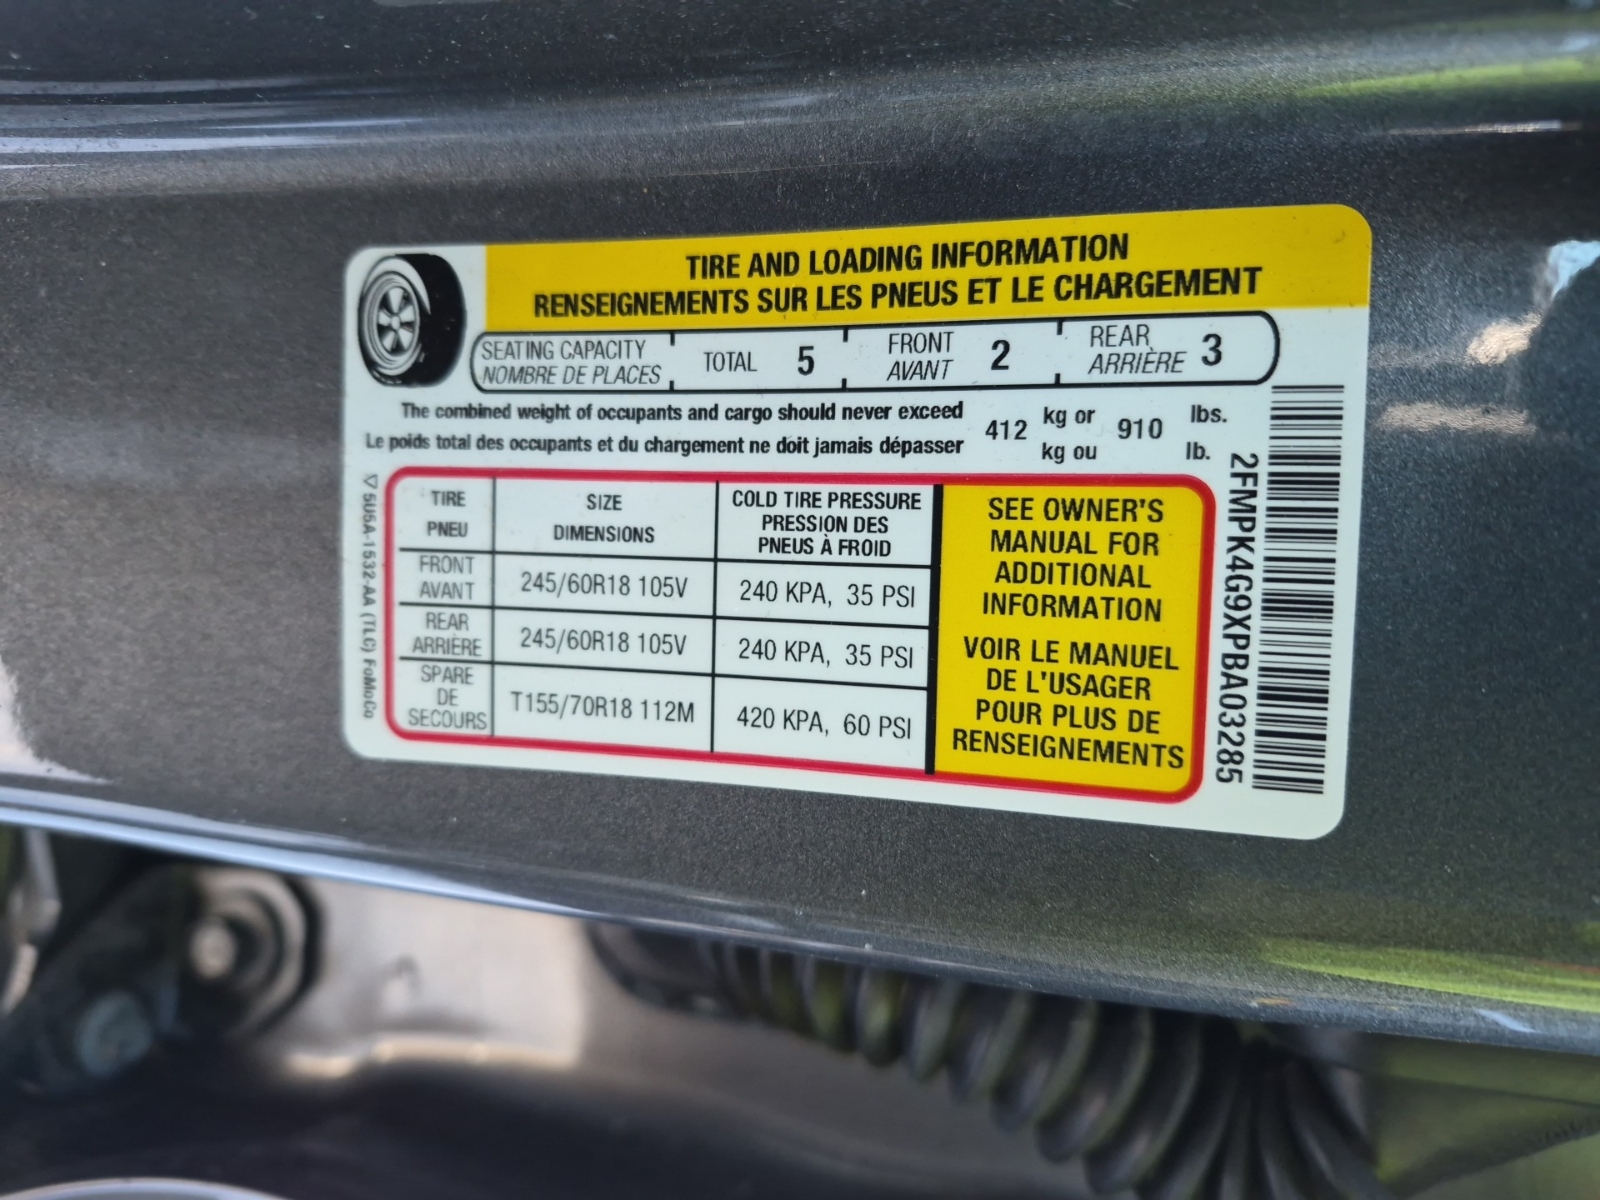 TIRE AND LOADING INFORMATION
RENSEIGNEMENTS SUR LES PNEUS ET LE CHARGEMENT
SEATING CAPACITY
NOMBRE DE PLACES
TOTAL 5
FRONT
AVANT
2
REAR
ARRIÈRE
3
The combined weight of occupants and cargo should never exceed
Le poids total des occupants et du chargement ne doit jamais dépasser
412
kg or
kg ou
910
lbs.
lb.
TIRE
PNEU
SIZE
DIMENSIONS
COLD TIRE PRESSURE
PRESSION DES
PNEUS À FROID
FRONT
AVANT
245/60R18 105V
240 KPA, 35 PSI
REAR
ARRIÈRE
245/60R18 105V
240 KPA, 35 PSI
SPARE
DE
SECOURS
T155/70R18 112M
420 KPA, 60 PSI
SEE OWNER'S
MANUAL FOR
ADDITIONAL
INFORMATION
VOIR LE MANUEL
DE L'USAGER
POUR PLUS DE
RENSEIGNEMENTS
5U5A-1532-AA (TLC) FoMoCo
2FMPK4G9XPBA03285